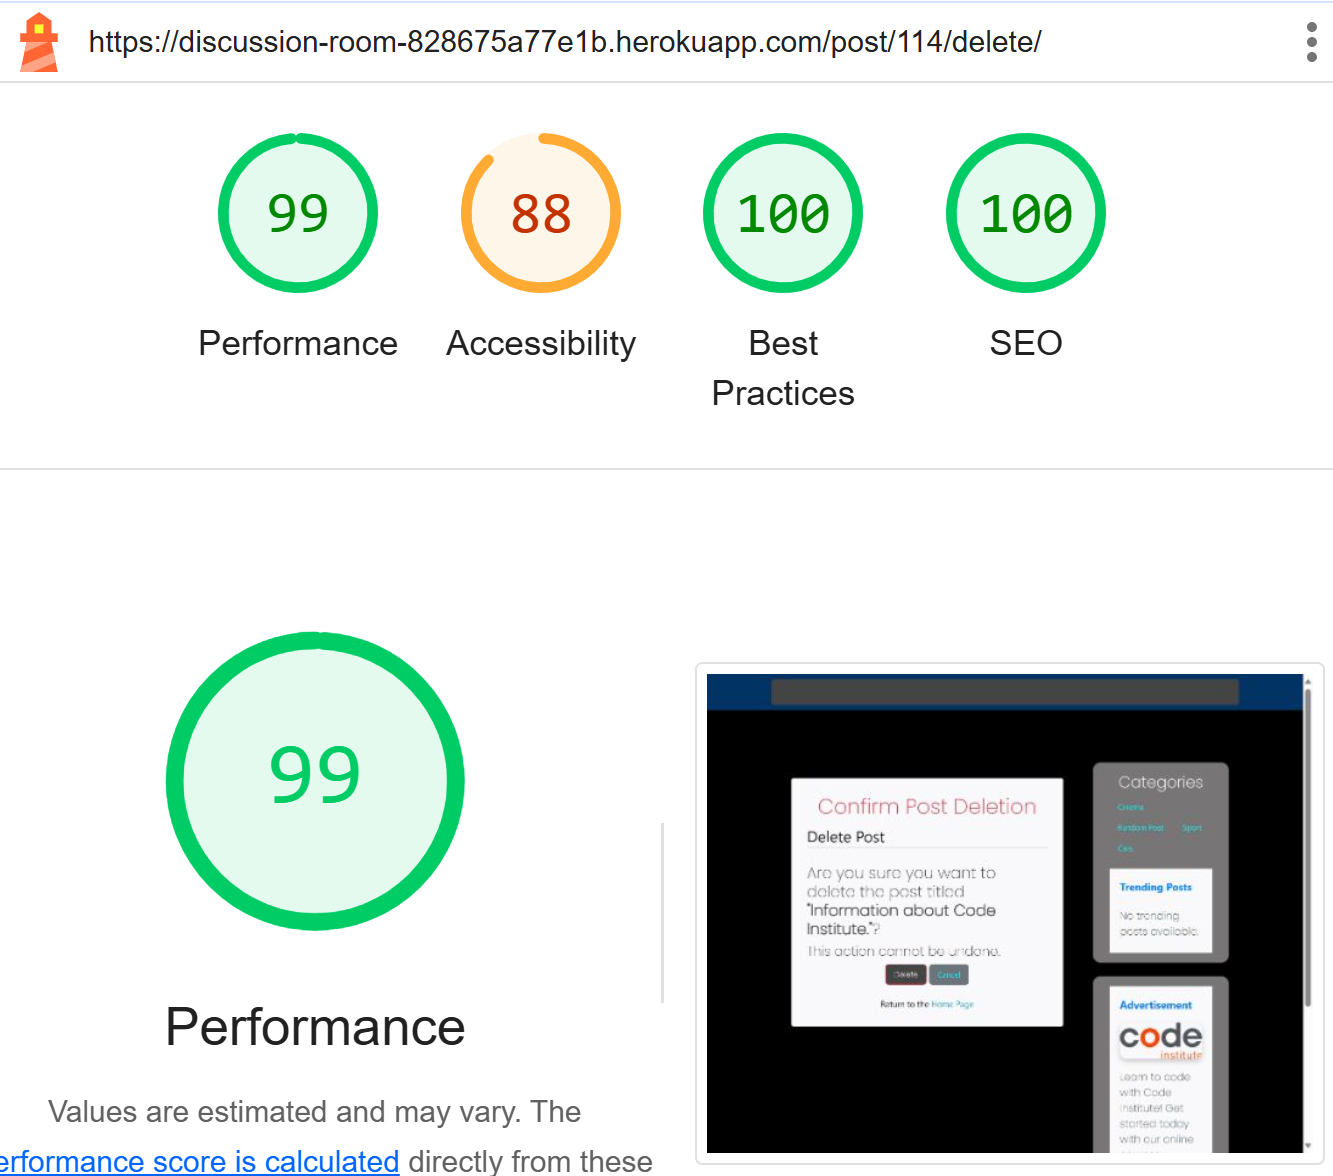 https://discussion-room-828675a77e1b.herokuapp.com/post/114/delete/
99
88
100
100
Performance
Accessibility
Best
Practices
SEO
99
Performance
Values are estimated and may vary. The
erformance score is calculated directly from these
Confirm Post Deletion
Delete Post
Are you sure you want to
delete the post titled
"Information about Code
Institute."?
This action cannot be undone.
Delete
Cancel
Return to the Home Page
Categories
Cinema
Random Post
Sport
Cars
Trending Posts
No trending
posts available.
Advertisement
code
institute
Learn to code
with Code
Institute! Get
started today
with our online